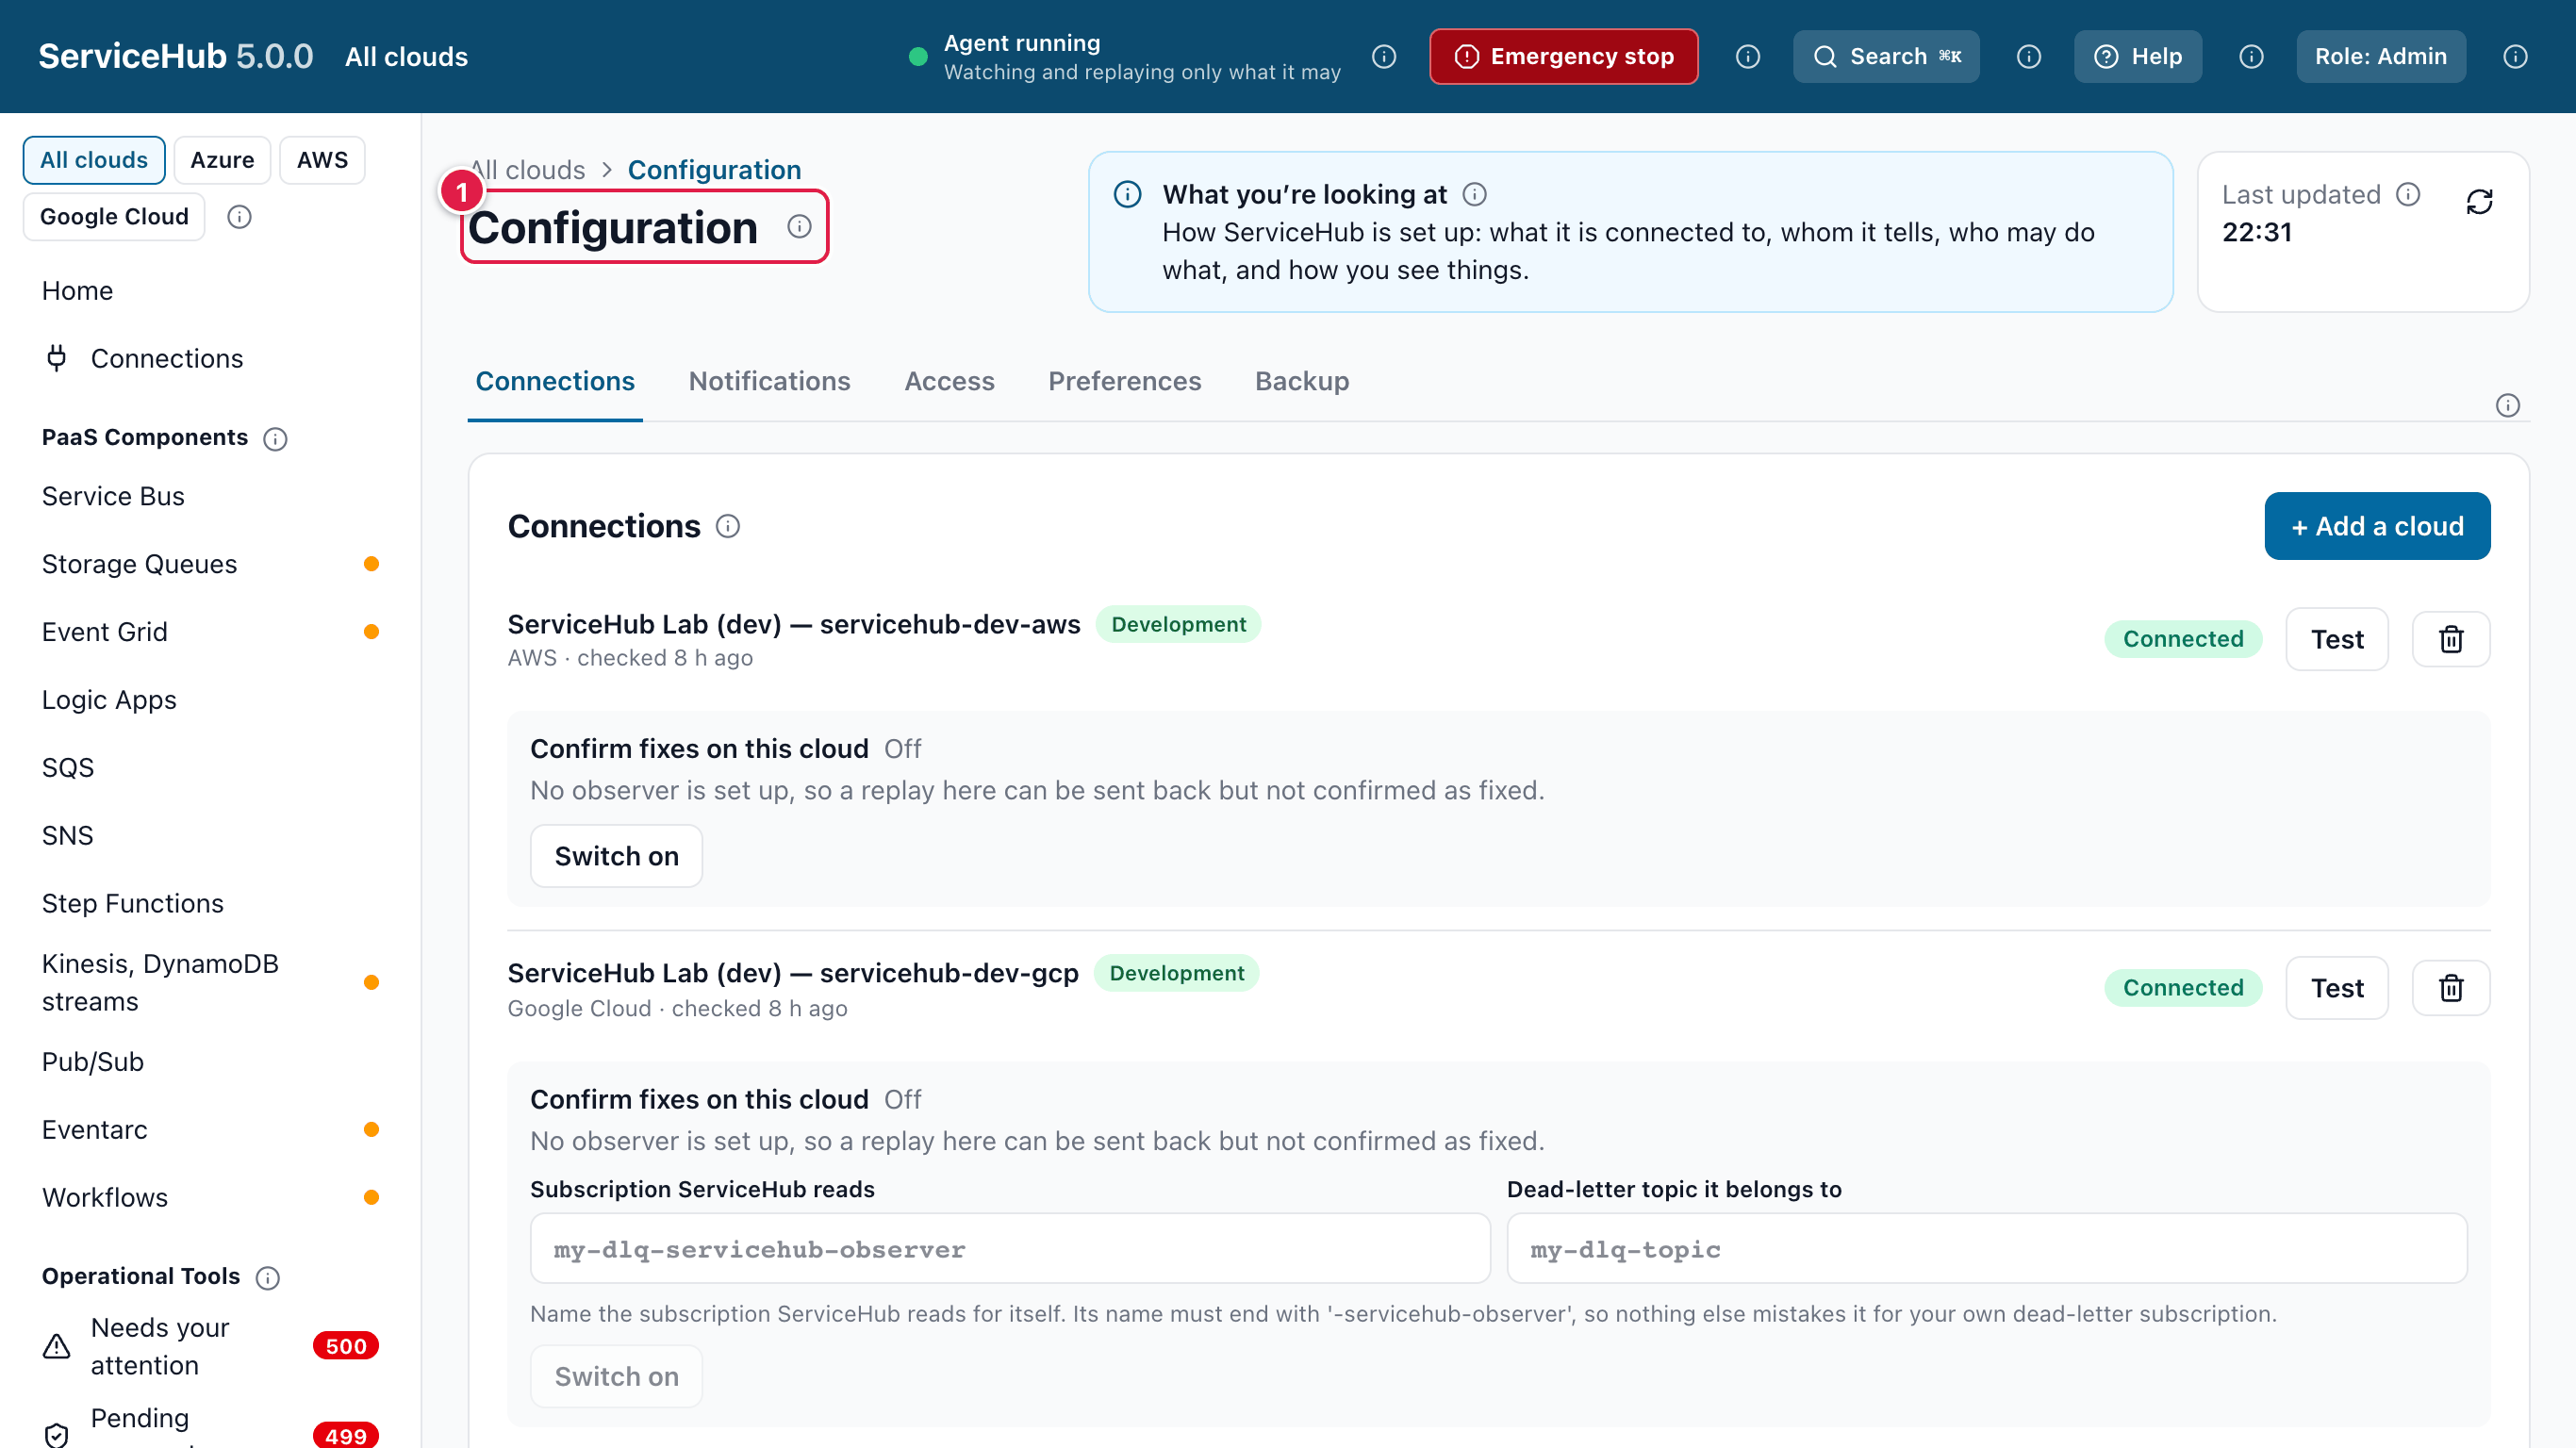 ServiceHub 5.0.0 All clouds
Agent running
Watching and replaying only what it may
Emergency stop
Search ⌘K
Help
Role: Admin
All clouds
Azure
AWS
Google Cloud
Home
Connections
PaaS Components
Service Bus
Storage Queues
Event Grid
Logic Apps
SQS
SNS
Step Functions
Kinesis, DynamoDB
streams
Pub/Sub
Eventarc
Workflows
Operational Tools
Needs your
attention
500
Pending
499
All clouds > Configuration
1
Configuration
What you’re looking at
How ServiceHub is set up: what it is connected to, whom it tells, who may do
what, and how you see things.
Last updated
22:31
Connections
Notifications
Access
Preferences
Backup
Connections
+ Add a cloud
ServiceHub Lab (dev) — servicehub-dev-aws Development
AWS · checked 8 h ago
Connected
Test
Confirm fixes on this cloud Off
No observer is set up, so a replay here can be sent back but not confirmed as fixed.
Switch on
ServiceHub Lab (dev) — servicehub-dev-gcp Development
Google Cloud · checked 8 h ago
Connected
Test
Confirm fixes on this cloud Off
No observer is set up, so a replay here can be sent back but not confirmed as fixed.
Subscription ServiceHub reads
my-dlq-servicehub-observer
Dead-letter topic it belongs to
my-dlq-topic
Name the subscription ServiceHub reads for itself. Its name must end with '-servicehub-observer', so nothing else mistakes it for your own dead-letter subscription.
Switch on